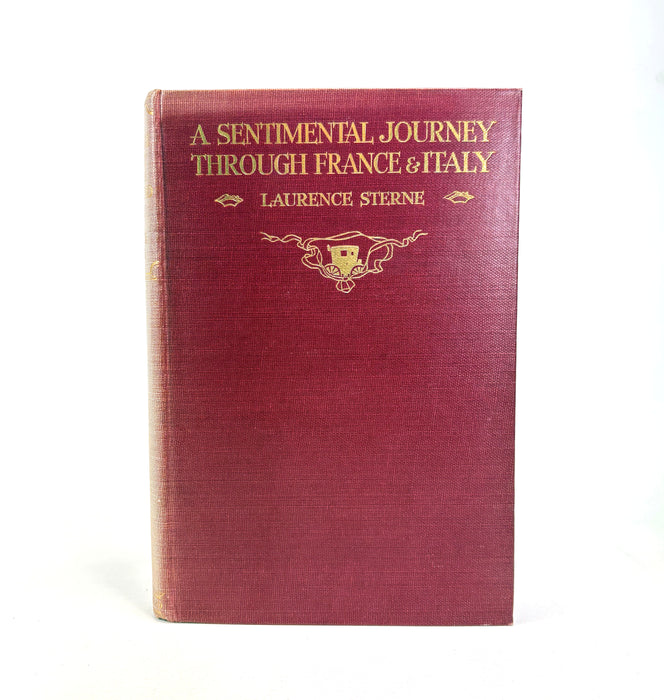 A SENTIMENTAL JOURNEY
THROUGH FRANCE & ITALY
LAURENCE STERNE